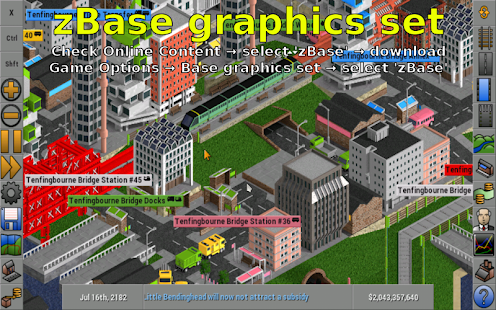 zBase graphics set
Check Online Content → select 'zBase' → download
Game Options → Base graphics set → select 'zBase'
X
Ctrl
40
Shft
Tenfingbourne Bridge Station #45
Tenfingbourne Bridge Docks
Tenfingbourne Bridge Station #36
Tenfingbourne Bridge
Tenfingbourne
Jul 16th, 2182
Little Bendinghead will now not attract a subsidy
$2,043,357,640
?